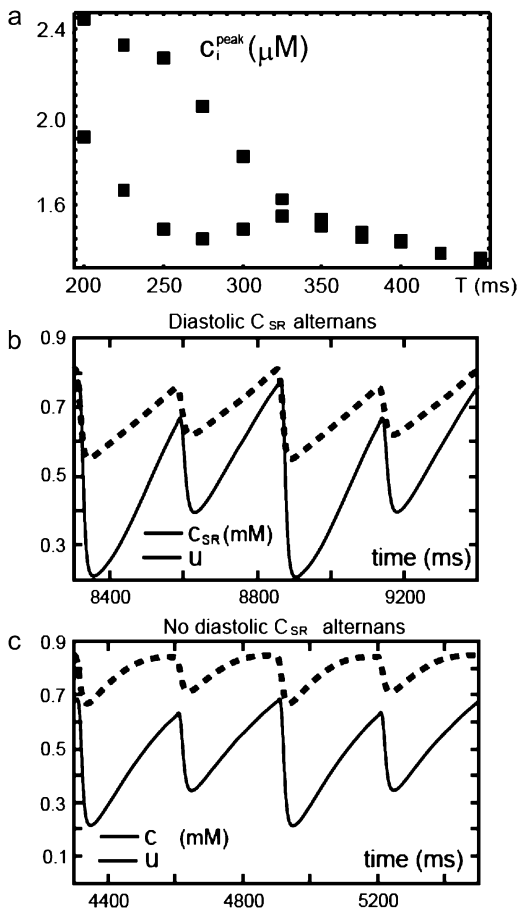 a
2.4
2.0
1.6
c_i^peak (μM)
200 250 300 350 400 T (ms)
b
Diastolic C_SR alternans
0.9
0.7
0.5
0.3
c_SR (mM)
u
time (ms)
8400 8800 9200
c
No diastolic C_SR alternans
0.9
0.7
0.5
0.3
0.1
c (mM)
u
time (ms)
4400 4800 5200